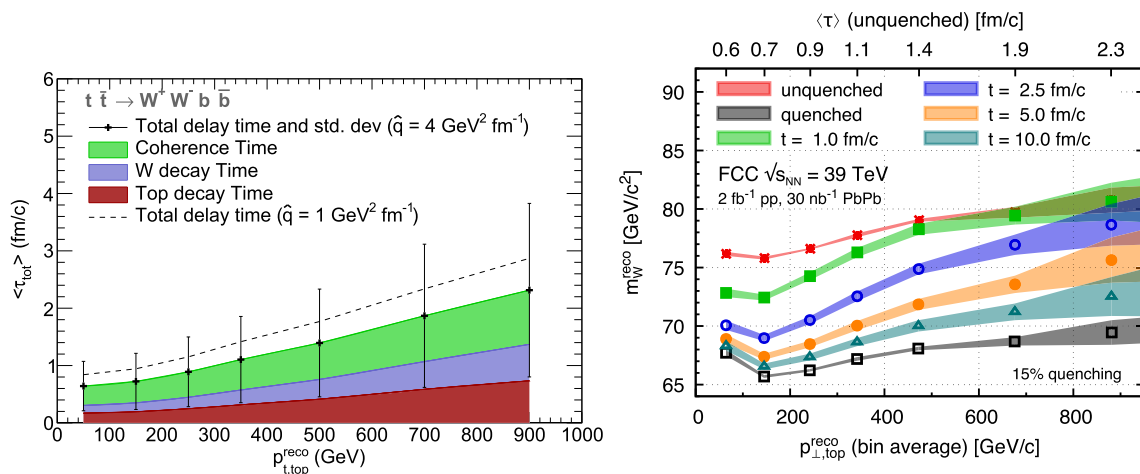 t t̄ → W⁺ W⁻ b b̄
Total delay time and std. dev (q̂ = 4 GeV² fm⁻¹)
Coherence Time
W decay Time
Top decay Time
Total delay time (q̂ = 1 GeV² fm⁻¹)
<τ_tot> (fm/c)
6
5
4
3
2
1
0
0 100 200 300 400 500 600 700 800 900 1000
p_t,top^reco (GeV)
⟨τ⟩ (unquenched) [fm/c]
0.6 0.7 0.9 1.1 1.4 1.9 2.3
unquenched
quenched
t = 1.0 fm/c
t = 2.5 fm/c
t = 5.0 fm/c
t = 10.0 fm/c
FCC √s_NN = 39 TeV
2 fb⁻¹ pp, 30 nb⁻¹ PbPb
15% quenching
m_W^reco [GeV/c²]
90
85
80
75
70
65
0 200 400 600 800
p_⊥,top^reco (bin average) [GeV/c]